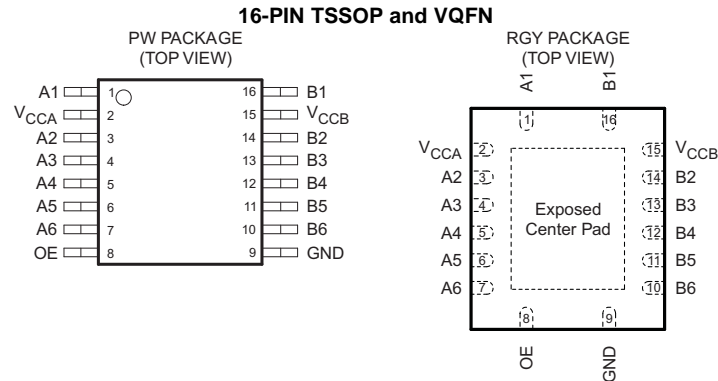 16-PIN TSSOP and VQFN
PW PACKAGE
(TOP VIEW)
A1 1 16 B1
VCCA 2 15 VCCB
A2 3 14 B2
A3 4 13 B3
A4 5 12 B4
A5 6 11 B5
A6 7 10 B6
OE 8 9 GND
RGY PACKAGE
(TOP VIEW)
A1 B1
1 16
VCCA 2 15 VCCB
A2 3 14 B2
A3 4 13 B3
A4 5 12 B4
A5 6 11 B5
A6 7 10 B6
Exposed
Center Pad
8 9
OE GND